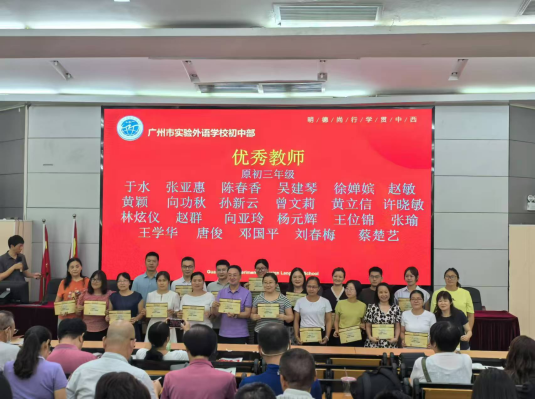 广州市实验外语学校初中部
明/德/尚/行/学/贯/中/西
优秀教师
原初三年级
于水 张亚惠 陈春香 吴建琴 徐婵嫔 赵敏
黄颖 向功秋 孙新云 曾文莉 黄立信 许晓敏
林炫仪 赵群 向亚玲 杨元辉 王位锦 张瑜
王学华 唐俊 邓国平 刘春梅 蔡楚艺
School